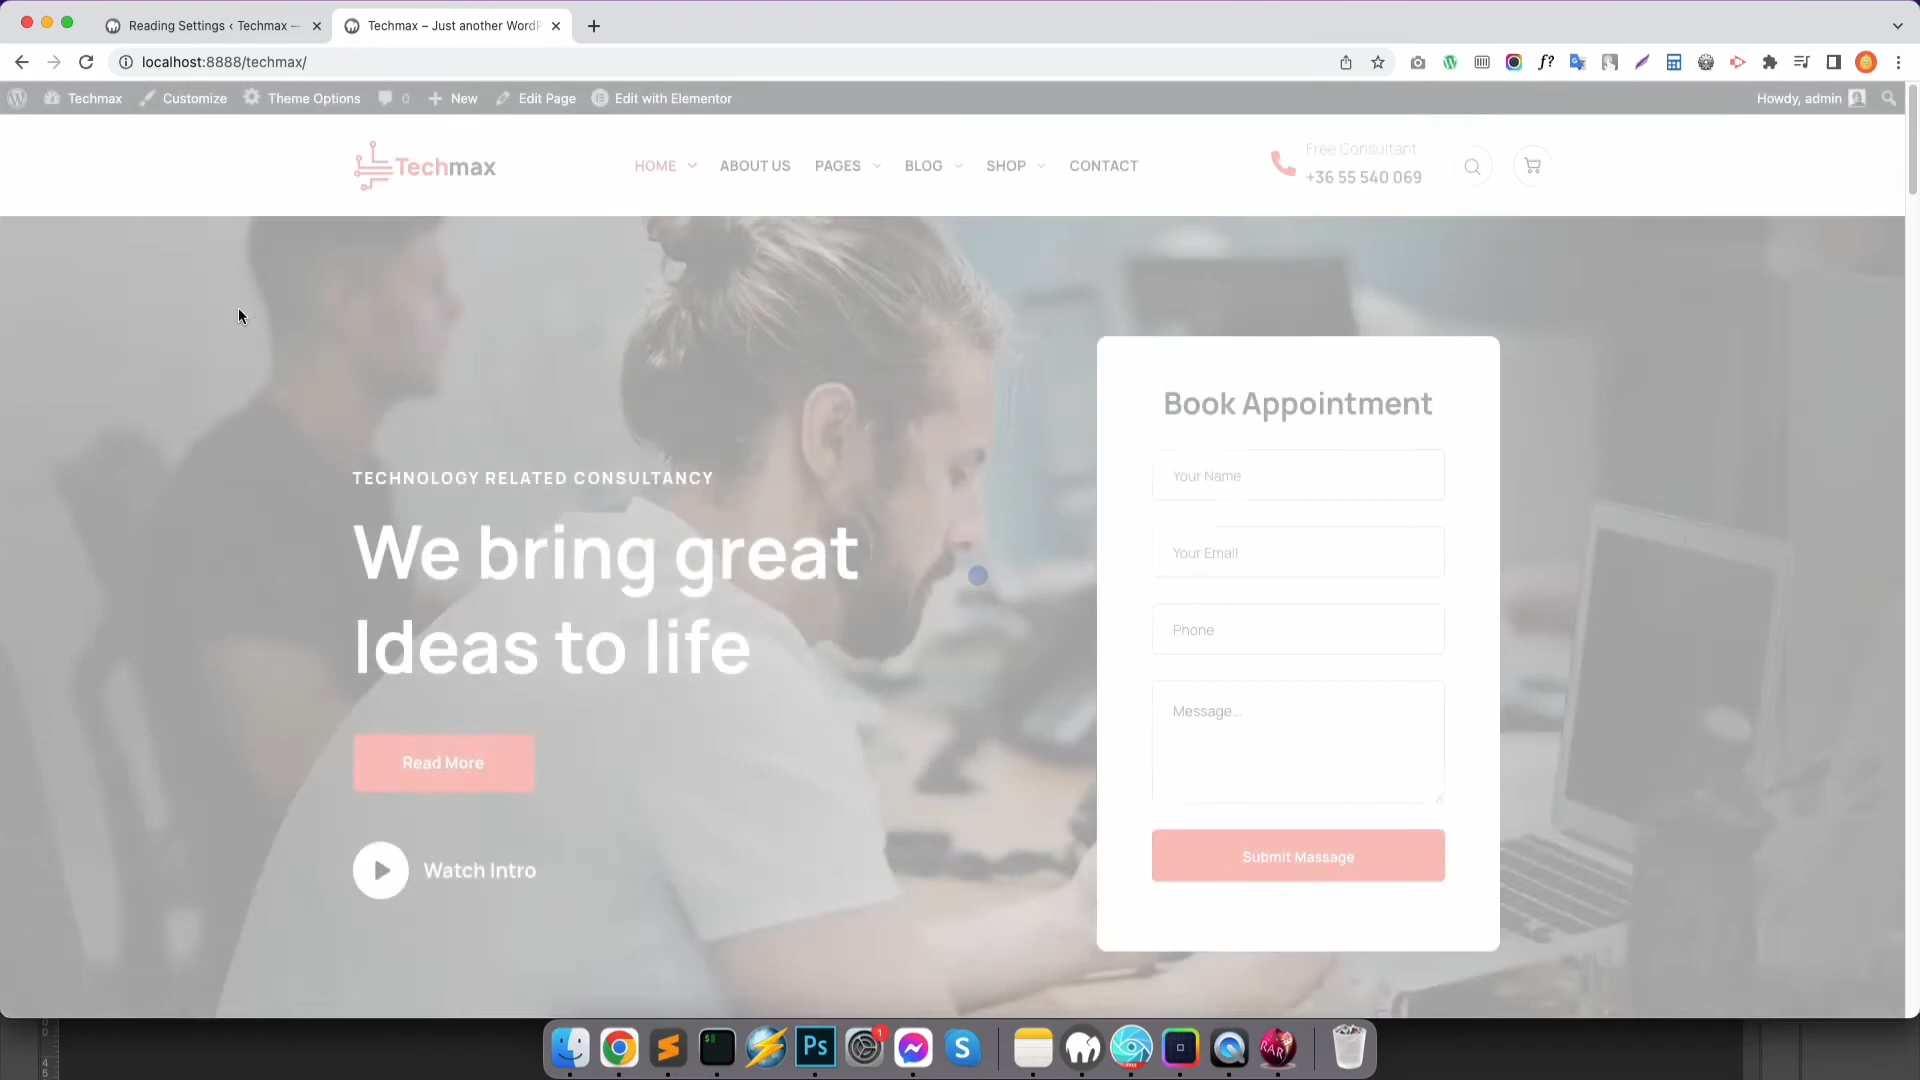 Reading Settings ‹ Techmax —
Techmax – Just another WordP
localhost:8888/techmax/
f?
Techmax
Customize
Theme Options
0
New
Edit Page
Edit with Elementor
Howdy, admin
Techmax
HOME
ABOUT US
PAGES
BLOG
SHOP
CONTACT
Free Consultant
+36 55 540 069
TECHNOLOGY RELATED CONSULTANCY
We bring great
Ideas to life
Read More
Watch Intro
Book Appointment
Your Name
Your Email
Phone
Message...
Submit Massage
$
Ps
1
S
RAR